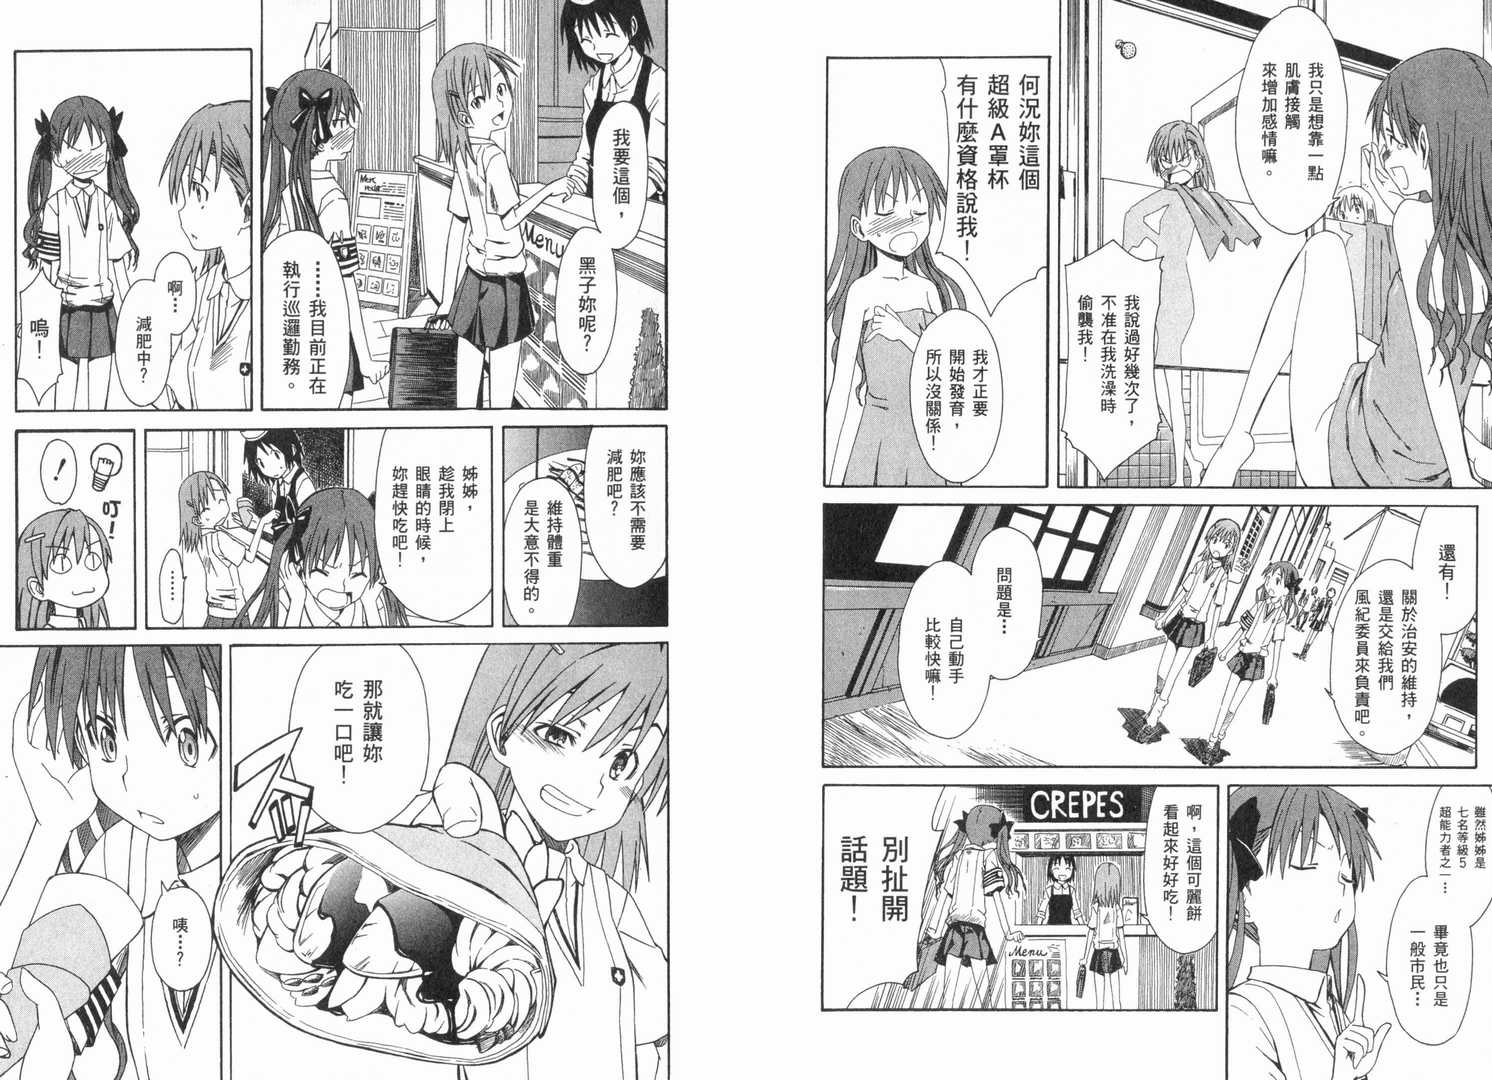 我只是想靠一點
肌膚接觸
來增加感情嘛。
我說過好幾次了，
不准在我洗澡時
偷襲我！
何況妳這個
超級A罩杯
有什麼資格說我！
我才正要
開始發育，
所以沒關係！
還有！
關於治安的維持，
還是交給我們
風紀委員來負責吧。
問題是…
自己動手
比較快嘛！
雖然姊姊是
七名等級5
超能力者之一…
畢竟也只是
一般市民…
CREPES
啊，這個可麗餅
看起來好好吃！
Menu
別扯開
話題！
我要這個，
黑子妳呢？
Menu
……我目前正在
執行巡邏勤務。
啊…
減肥中？
嗚！
妳應該不需要
減肥吧？
維持體重
是大意不得的。
姊姊，
趁我閉上
眼睛的時候，
妳趕快吃吧！
……
叮！
！
那就讓妳
吃一口吧！
咦…？